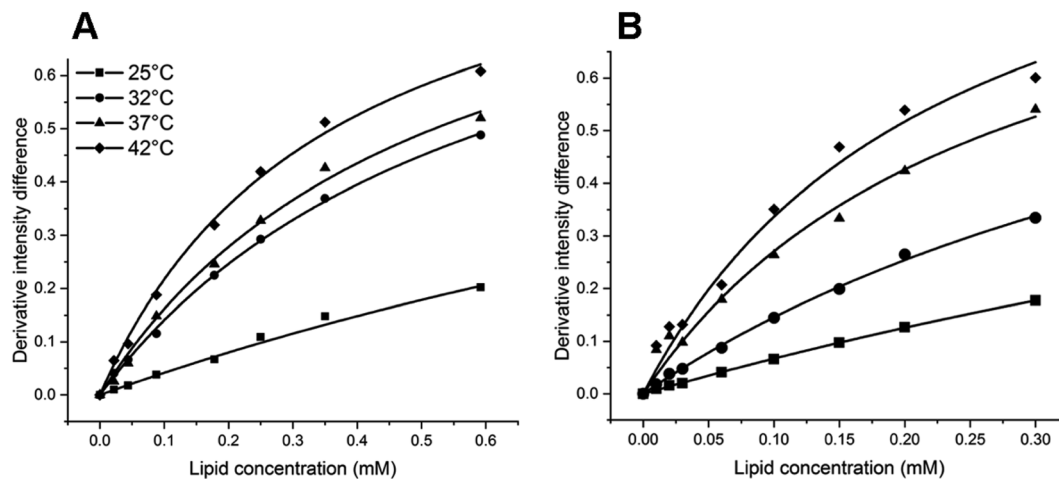 A
25°C
32°C
37°C
42°C
Derivative intensity difference
0.6
0.5
0.4
0.3
0.2
0.1
0.0
0.0 0.1 0.2 0.3 0.4 0.5 0.6
Lipid concentration (mM)
B
Derivative intensity difference
0.6
0.5
0.4
0.3
0.2
0.1
0.0
0.00 0.05 0.10 0.15 0.20 0.25 0.30
Lipid concentration (mM)